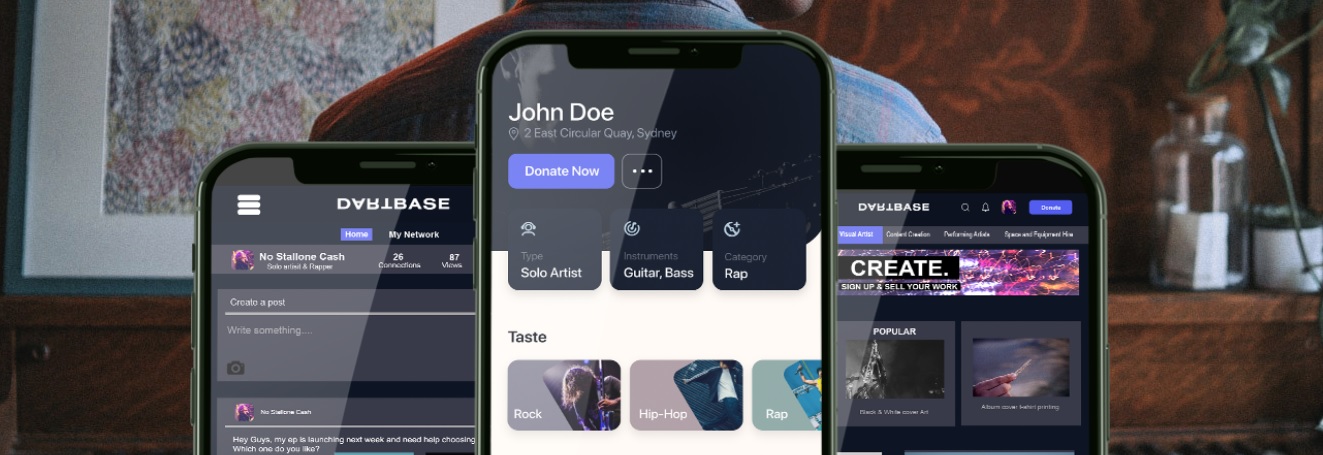 DARTBASE
Home
My Network
No Stallone Cash
Solo artist & Rapper
26
Connections
87
Views
Create a post
Write something....
No Stallone Cash
Hey Guys, my ep is launching next week and need help choosing
Which one do you like?
John Doe
2 East Circular Quay, Sydney
Donate Now
Type
Solo Artist
Instruments
Guitar, Bass
Category
Rap
Taste
Rock
Hip-Hop
Rap
DARTBASE
Donate
Visual Artist
Content Creation
Performing Artists
Space and Equipment Hire
CREATE.
SIGN UP & SELL YOUR WORK
POPULAR
Black & White cover Art
Album cover t-shirt printing